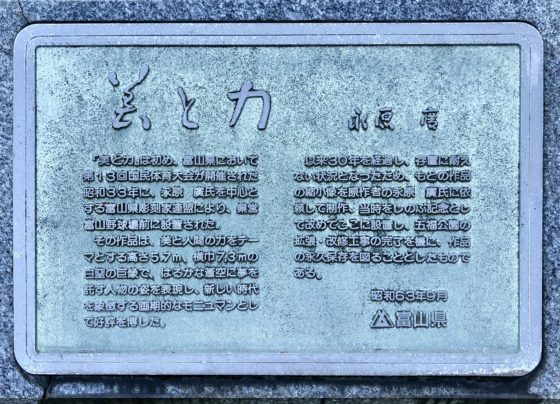 美と力 永原 廣
『美と力』は初め、富山県において
第13回国民体育大会が開催された
昭和33年に、永原 廣氏を中心と
する富山県彫刻家連盟により、県営
富山野球場前に設置された。
その作品は、美と人間の力をテー
マとする高さ5.7m、横巾7.3mの
白亜の巨像で、はるかな蒼空に夢を
託す人物の姿を表現し、新しい時代
を象徴する画期的なモニュマンとし
て好評を博した。
以来30年を経過し、存置に耐え
ない状況となったため、もとの作品
の縮小像を原作者の永原 廣氏に依
頼して制作、当時をしのぶ記念とし
て改めてここに設置し、五福公園の
拡張・改修工事の完了を機に、作品
の永久保存を図ることとしたもので
ある。
昭和63年9月
富山県